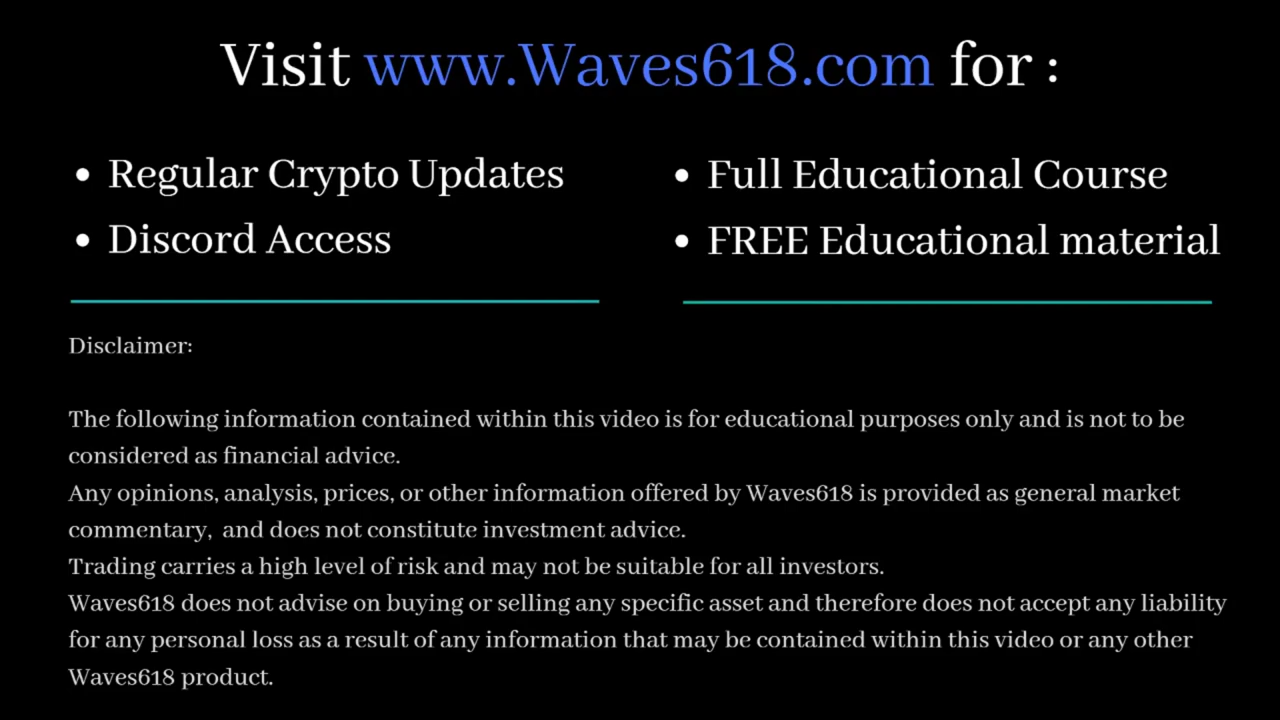 Visit www.Waves618.com for :
• Regular Crypto Updates
• Discord Access
• Full Educational Course
• FREE Educational material
Disclaimer:
The following information contained within this video is for educational purposes only and is not to be
considered as financial advice.
Any opinions, analysis, prices, or other information offered by Waves618 is provided as general market
commentary,  and does not constitute investment advice.
Trading carries a high level of risk and may not be suitable for all investors.
Waves618 does not advise on buying or selling any specific asset and therefore does not accept any liability
for any personal loss as a result of any information that may be contained within this video or any other
Waves618 product.